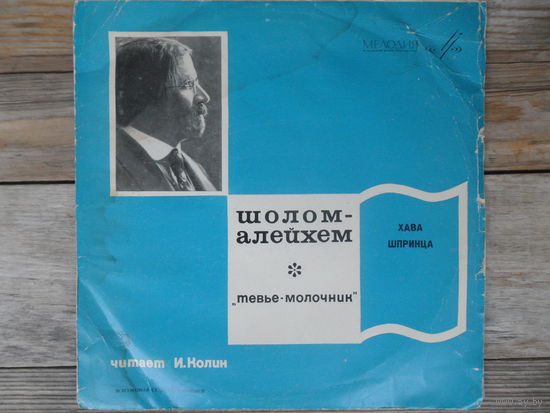 МЕЛОДИЯ
шолом-
алейхем
*
„тевье-молочник"
ХАВА
ШПРИНЦА
читает И. Колин